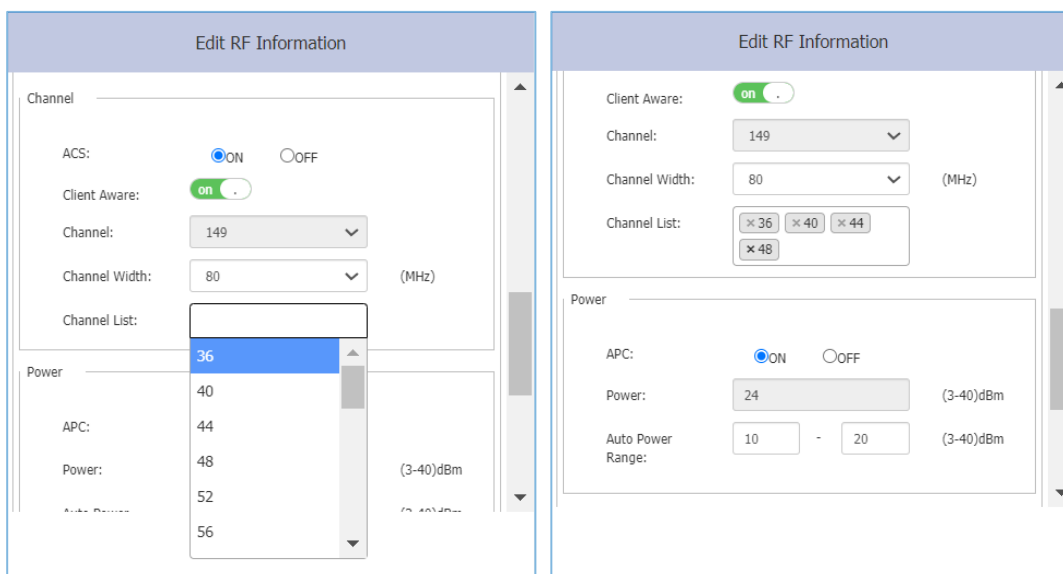 Edit RF Information
Channel
ACS: ON OFF
Client Aware: on .
Channel: 149
Channel Width: 80 (MHz)
Channel List:
36
Power
40
APC: 44
48
Power: (3-40)dBm
52
56
Edit RF Information
Client Aware: on .
Channel: 149
Channel Width: 80 (MHz)
Channel List: ×36 ×40 ×44
×48
Power
APC: ON OFF
Power: 24 (3-40)dBm
Auto Power 10 - 20 (3-40)dBm
Range: